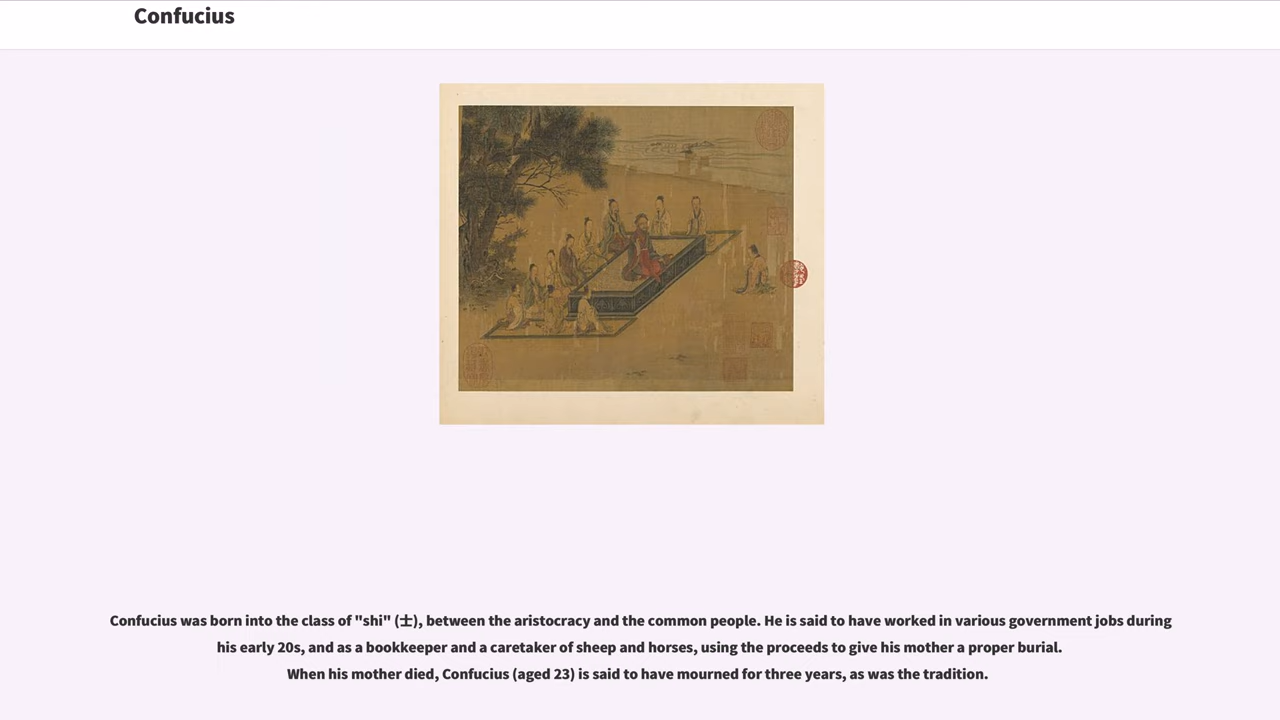 Confucius
Confucius was born into the class of "shi" (士), between the aristocracy and the common people. He is said to have worked in various government jobs during
his early 20s, and as a bookkeeper and a caretaker of sheep and horses, using the proceeds to give his mother a proper burial.
When his mother died, Confucius (aged 23) is said to have mourned for three years, as was the tradition.